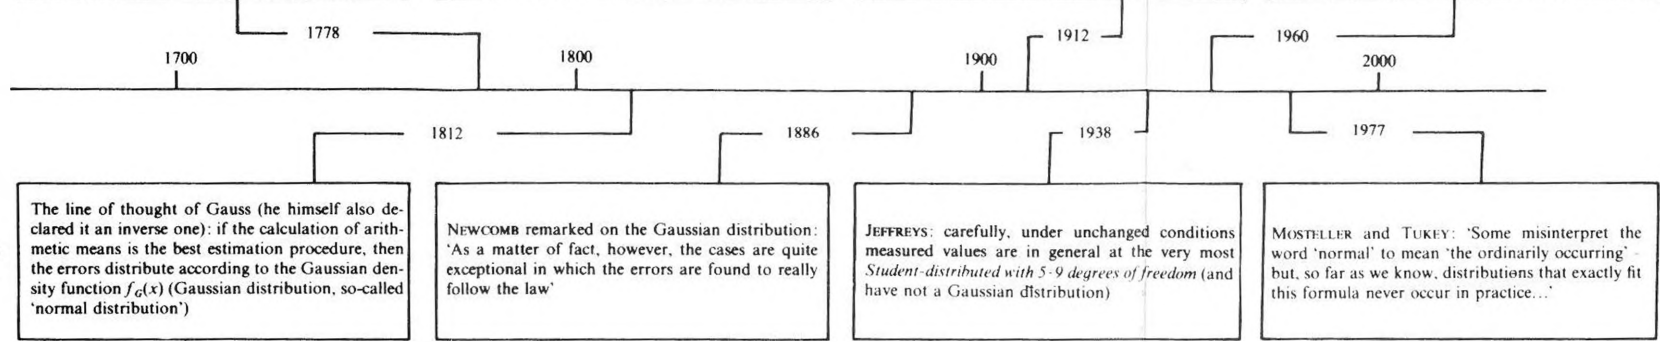 1778
1912
1960
1700
1800
1900
2000
1812
1886
1938
1977
The line of thought of Gauss (he himself also de-
clared it an inverse one): if the calculation of arith-
metic means is the best estimation procedure, then
the errors distribute according to the Gaussian den-
sity function f_G(x) (Gaussian distribution, so-called
'normal distribution')
NEWCOMB remarked on the Gaussian distribution:
'As a matter of fact, however, the cases are quite
exceptional in which the errors are found to really
follow the law'
JEFFREYS: carefully, under unchanged conditions
measured values are in general at the very most
Student-distributed with 5-9 degrees of freedom (and
have not a Gaussian distribution)
MOSTELLER and TUKEY: 'Some misinterpret the
word 'normal' to mean 'the ordinarily occurring' -
but, so far as we know, distributions that exactly fit
this formula never occur in practice...'